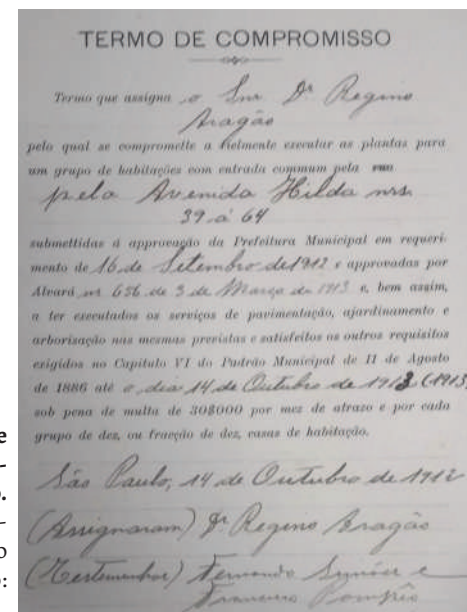 TERMO DE COMPROMISSO
Termo que assigna o Snr Dr Regino
Aragão
pelo qual se compromette a fielmente executar as plantas para
um grupo de habitações com entrada commum pela rua
pela Avenida Hilda nrs.
39 á 64
submettidas á approvação da Prefeitura Municipal em requeri-
mento de 16 de Setembro de 1912 e approvadas por
Alvará nr 656 de 3 de Março de 1913 e, bem assim,
a ter executados os serviços de pavimentação, ajardinamento e
arborisação nas mesmas previstas e satisfeitos os outros requisitos
exigidos no Capitulo VI do Padrão Municipal de 11 de Agosto
de 1886 até o dia 14 de Outubro de 1913 (1913)
sob pena de multa de 30$000 por mez de atrazo e por cada
grupo de dez, ou fracção de dez, casas de habitação.
São Paulo, 14 de Outubro de 1912
(Assignaram) Dr Regino Aragão
(Testemunhas) Fernando e
Francisco
e
-
.
-
o
: